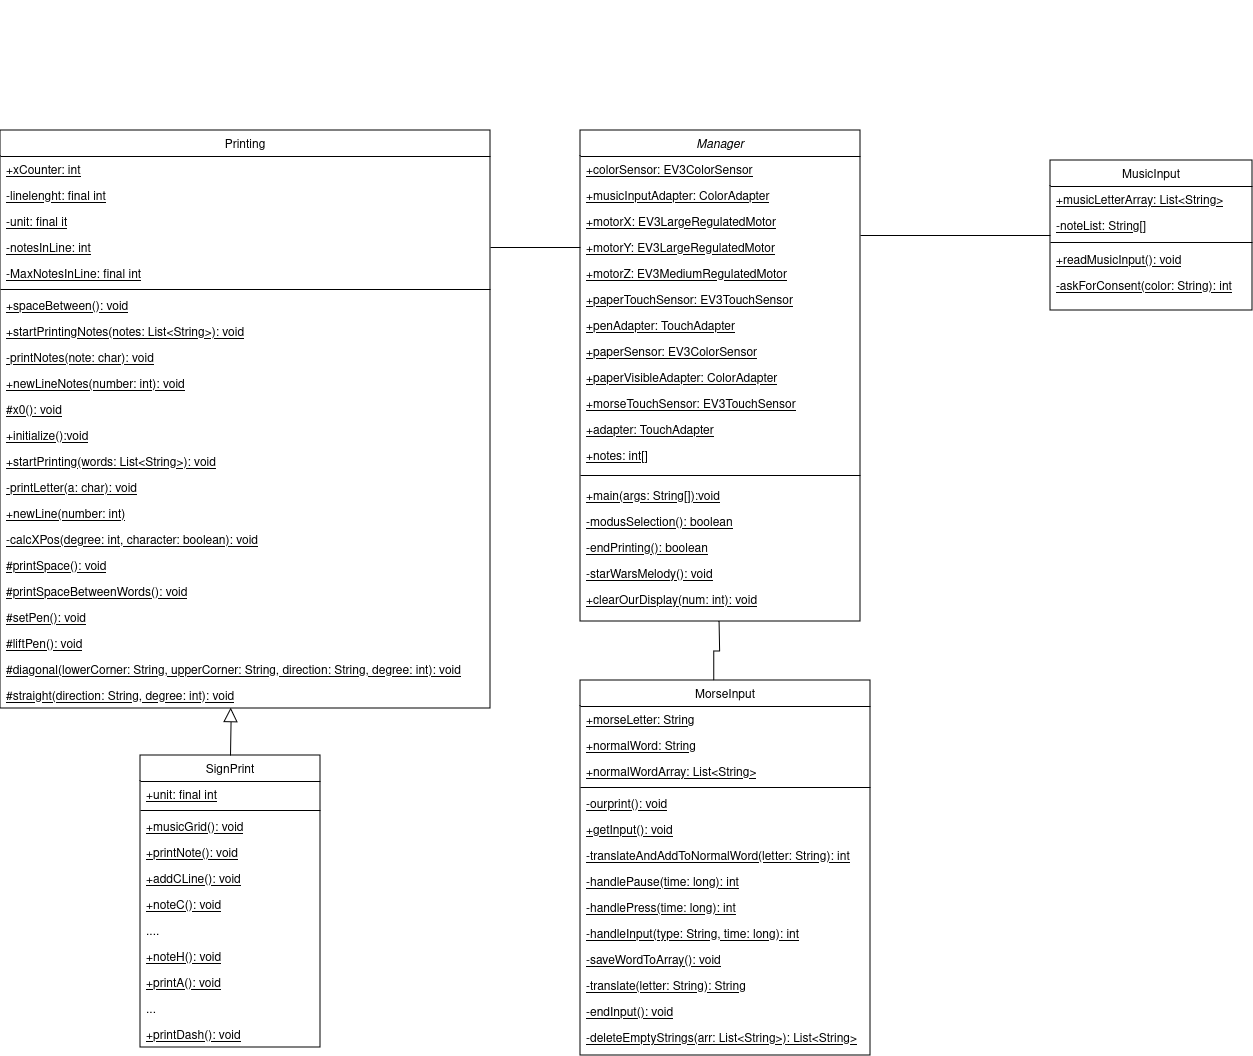 Printing
+xCounter: int
-linelenght: final int
-unit: final it
-notesInLine: int
-MaxNotesInLine: final int
+spaceBetween(): void
+startPrintingNotes(notes: List<String>): void
-printNotes(note: char): void
+newLineNotes(number: int): void
#x0(): void
+initialize():void
+startPrinting(words: List<String>): void
-printLetter(a: char): void
+newLine(number: int)
-calcXPos(degree: int, character: boolean): void
#printSpace(): void
#printSpaceBetweenWords(): void
#setPen(): void
#liftPen(): void
#diagonal(lowerCorner: String, upperCorner: String, direction: String, degree: int): void
#straight(direction: String, degree: int): void
Manager
+colorSensor: EV3ColorSensor
+musicInputAdapter: ColorAdapter
+motorX: EV3LargeRegulatedMotor
+motorY: EV3LargeRegulatedMotor
+motorZ: EV3MediumRegulatedMotor
+paperTouchSensor: EV3TouchSensor
+penAdapter: TouchAdapter
+paperSensor: EV3ColorSensor
+paperVisibleAdapter: ColorAdapter
+morseTouchSensor: EV3TouchSensor
+adapter: TouchAdapter
+notes: int[]
+main(args: String[]):void
-modusSelection(): boolean
-endPrinting(): boolean
-starWarsMelody(): void
+clearOurDisplay(num: int): void
MusicInput
+musicLetterArray: List<String>
-noteList: String[]
+readMusicInput(): void
-askForConsent(color: String): int
SignPrint
+unit: final int
+musicGrid(): void
+printNote(): void
+addCLine(): void
+noteC(): void
....
+noteH(): void
+printA(): void
...
+printDash(): void
MorseInput
+morseLetter: String
+normalWord: String
+normalWordArray: List<String>
-ourprint(): void
+getInput(): void
-translateAndAddToNormalWord(letter: String): int
-handlePause(time: long): int
-handlePress(time: long): int
-handleInput(type: String, time: long): int
-saveWordToArray(): void
-translate(letter: String): String
-endInput(): void
-deleteEmptyStrings(arr: List<String>): List<String>